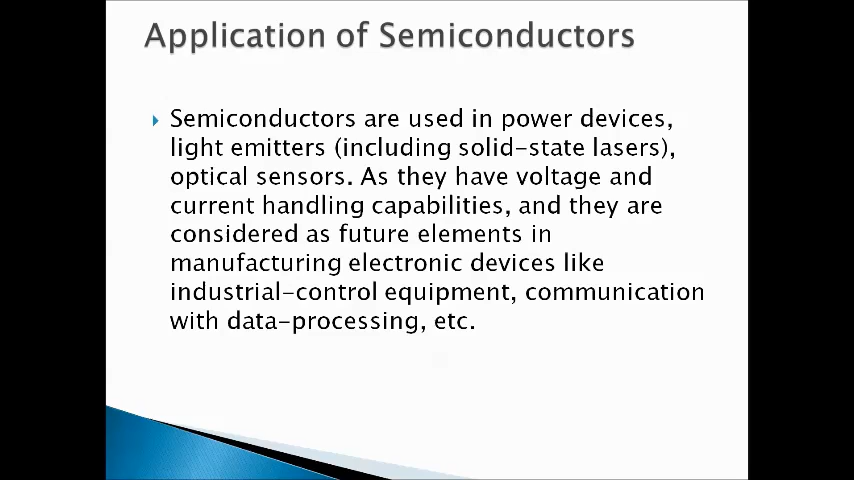 Application of Semiconductors
Semiconductors are used in power devices,
light emitters (including solid-state lasers),
optical sensors. As they have voltage and
current handling capabilities, and they are
considered as future elements in
manufacturing electronic devices like
industrial-control equipment, communication
with data-processing, etc.